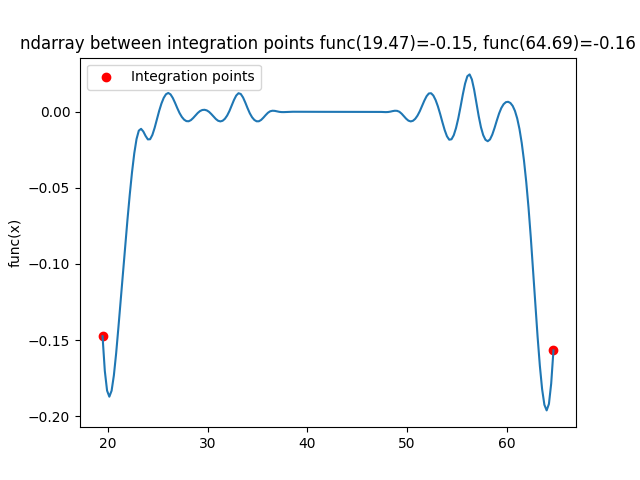 ndarray between integration points func(19.47)=-0.15, func(64.69)=-0.16
Integration points
func(x)
0.00
−0.05
−0.10
−0.15
−0.20
20 30 40 50 60